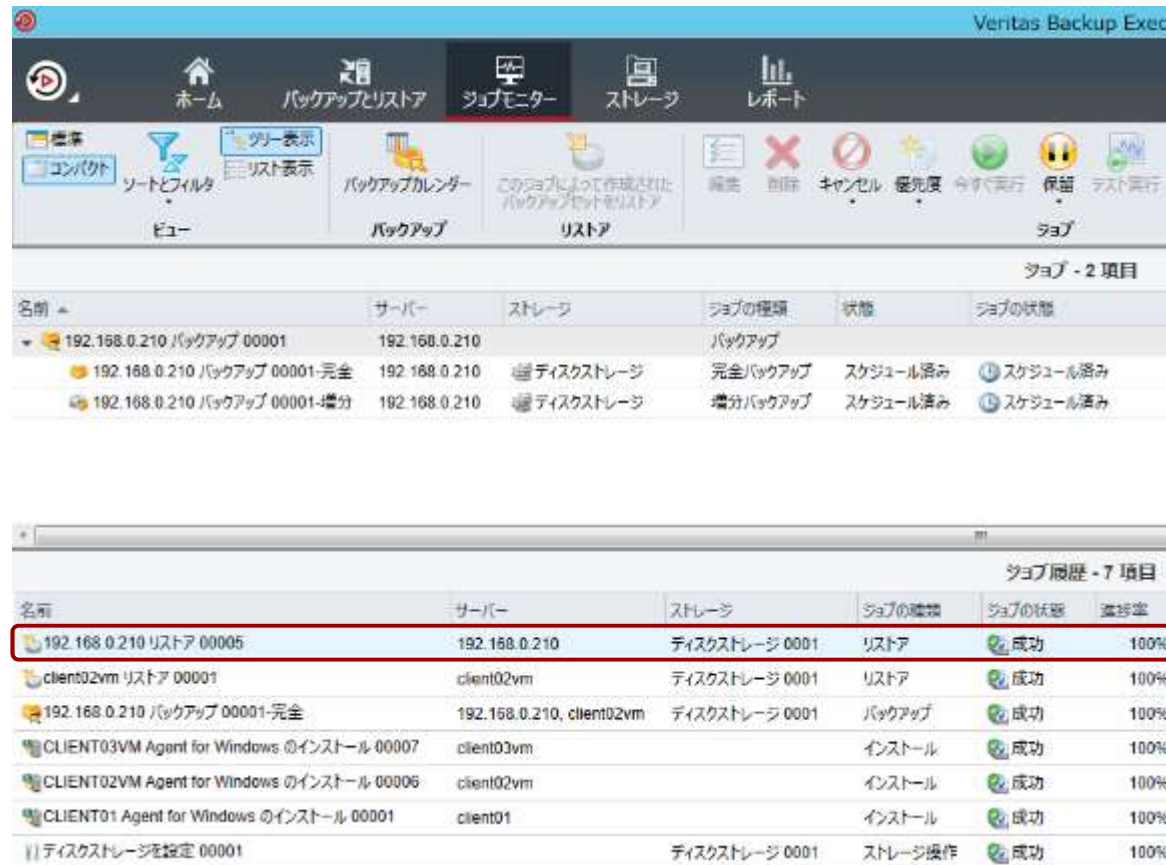 Veritas Backup Exec
ホーム バックアップとリストア ジョブモニター ストレージ レポート
標準 ツリー表示
コンパクト ソートとフィルタ リスト表示 バックアップカレンダー このジョブによって作成された 編集 削除 キャンセル 優先度 今すぐ実行 保留 テスト実行
バックアップセットをリストア
ビュー バックアップ リストア ジョブ
ジョブ - 2 項目
名前 サーバー ストレージ ジョブの種類 状態 ジョブの状態
192.168.0.210 バックアップ 00001 192.168.0.210 バックアップ
192.168.0.210 バックアップ 00001-完全 192.168.0.210 ディスクストレージ 完全バックアップ スケジュール済み スケジュール済み
192.168.0.210 バックアップ 00001-増分 192.168.0.210 ディスクストレージ 増分バックアップ スケジュール済み スケジュール済み
ジョブ履歴 - 7 項目
名前 サーバー ストレージ ジョブの種類 ジョブの状態 進捗率
192.168.0.210 リストア 00005 192.168.0.210 ディスクストレージ 0001 リストア 成功 100%
client02vm リストア 00001 client02vm ディスクストレージ 0001 リストア 成功 100%
192.168.0.210 バックアップ 00001-完全 192.168.0.210, client02vm ディスクストレージ 0001 バックアップ 成功 100%
CLIENT03VM Agent for Windows のインストール 00007 client03vm インストール 成功 100%
CLIENT02VM Agent for Windows のインストール 00006 client02vm インストール 成功 100%
CLIENT01 Agent for Windows のインストール 00001 client01 インストール 成功 100%
ディスクストレージを設定 00001 ディスクストレージ 0001 ストレージ操作 成功 100%